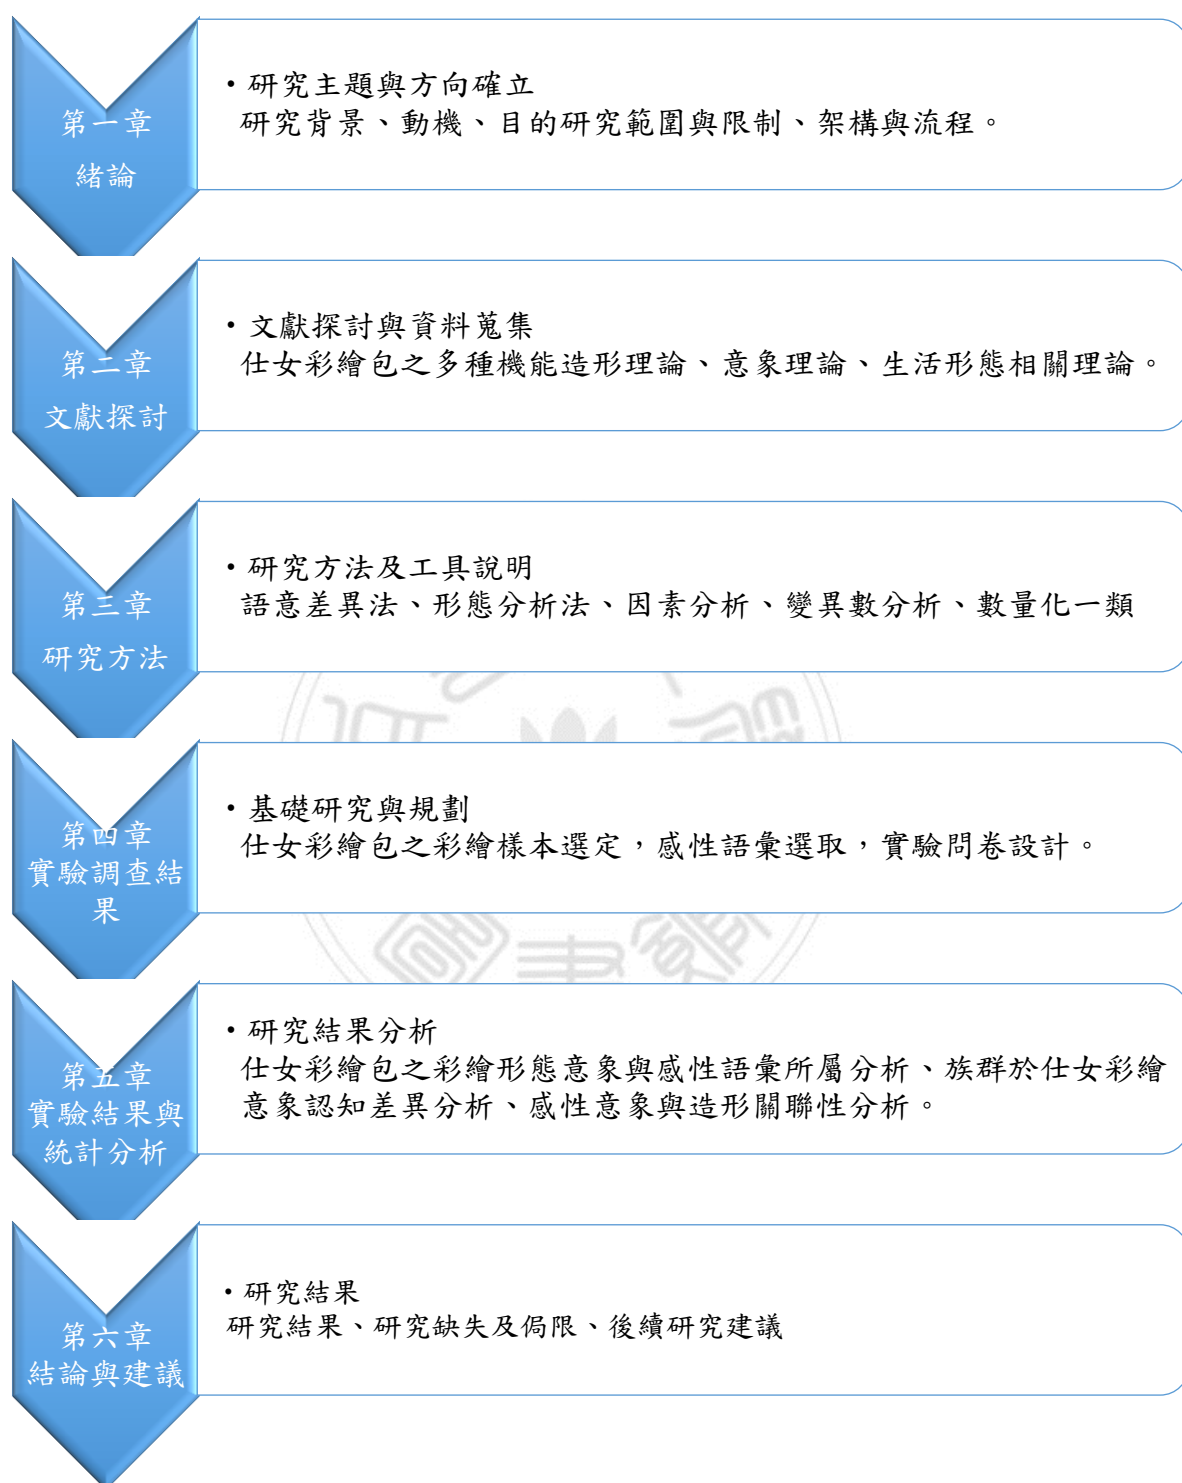 第一章
緒論
・研究主題與方向確立
研究背景、動機、目的研究範圍與限制、架構與流程。
第二章
文獻探討
・文獻探討與資料蒐集
仕女彩繪包之多種機能造形理論、意象理論、生活形態相關理論。
第三章
研究方法
・研究方法及工具說明
語意差異法、形態分析法、因素分析、變異數分析、數量化一類
第四章
實驗調查結
果
・基礎研究與規劃
仕女彩繪包之彩繪樣本選定，感性語彙選取，實驗問卷設計。
第五章
實驗結果與
統計分析
・研究結果分析
仕女彩繪包之彩繪形態意象與感性語彙所屬分析、族群於仕女彩繪
意象認知差異分析、感性意象與造形關聯性分析。
第六章
結論與建議
・研究結果
研究結果、研究缺失及侷限、後續研究建議